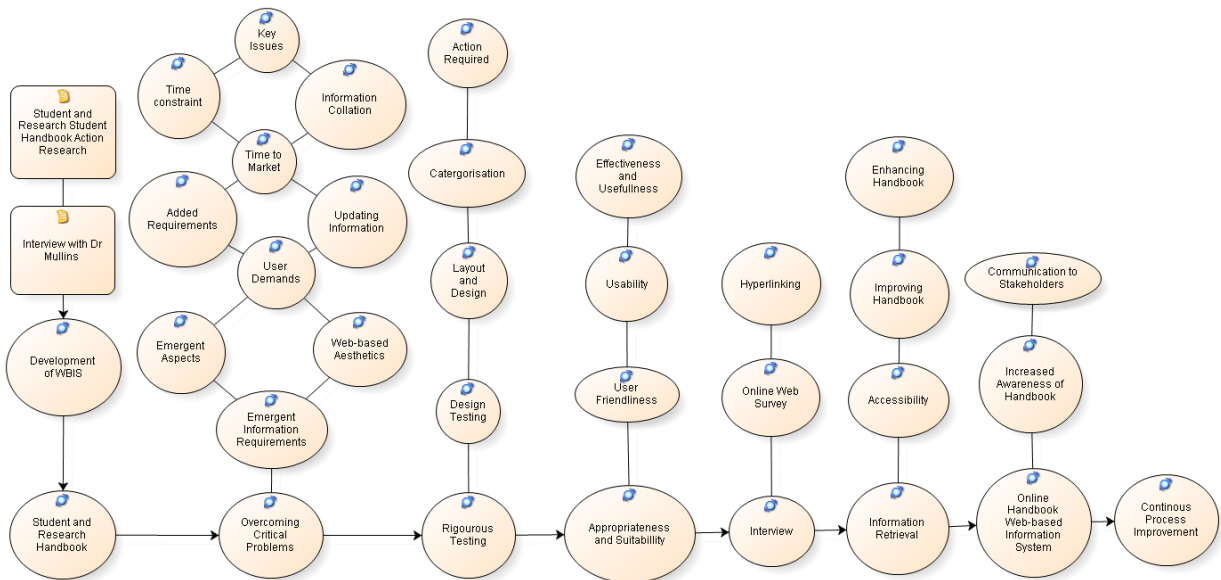 Student and
Research Student
Handbook Action
Research
Interview with Dr
Mullins
Development
of WBIS
Student and
Research
Handbook
Key
Issues
Time
constraint
Information
Collation
Time to
Market
Added
Requirements
Updating
Information
User
Demands
Emergent
Aspects
Web-based
Aesthetics
Emergent
Information
Requirements
Overcoming
Critical
Problems
Action
Required
Catergorisation
Layout
and
Design
Design
Testing
Rigourous
Testing
Effectiveness
and
Usefullness
Usability
User
Friendliness
Appropriateness
and Suitability
Hyperlinking
Online Web
Survey
Interview
Enhancing
Handbook
Improving
Handbook
Accessibility
Information
Retrieval
Communication to
Stakeholders
Increased
Awareness of
Handbook
Online
Handbook
Web-based
Information
System
Continous
Process
Improvement